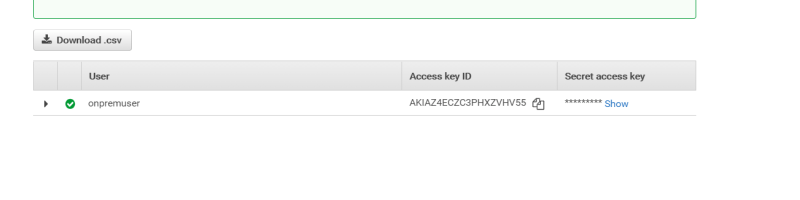 Download .csv
User Access key ID Secret access key
onpremuser AKIAZ4ECZC3PHXZVHV55 ********* Show